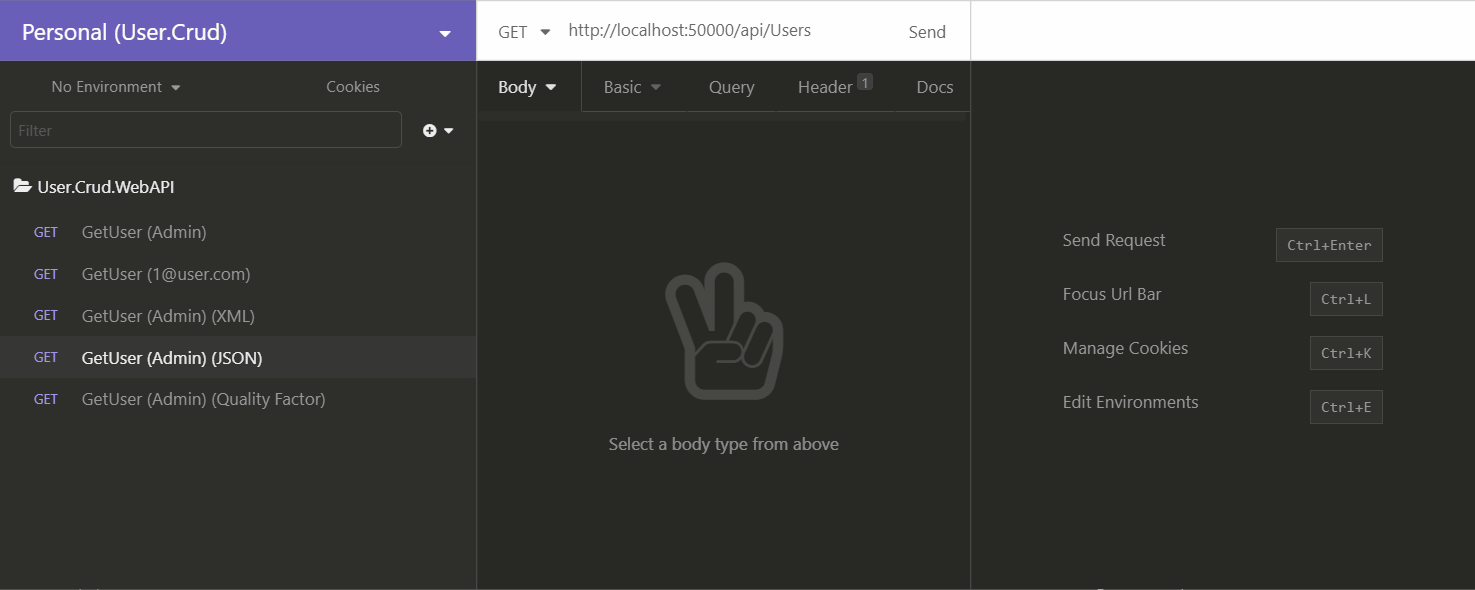 Personal (User.Crud)
GET http://localhost:50000/api/Users Send
No Environment Cookies
Body Basic Query Header 1 Docs
Filter
User.Crud.WebAPI
GET GetUser (Admin)
GET GetUser (1@user.com)
GET GetUser (Admin) (XML)
GET GetUser (Admin) (JSON)
GET GetUser (Admin) (Quality Factor)
Select a body type from above
Send Request Ctrl+Enter
Focus Url Bar Ctrl+L
Manage Cookies Ctrl+K
Edit Environments Ctrl+E